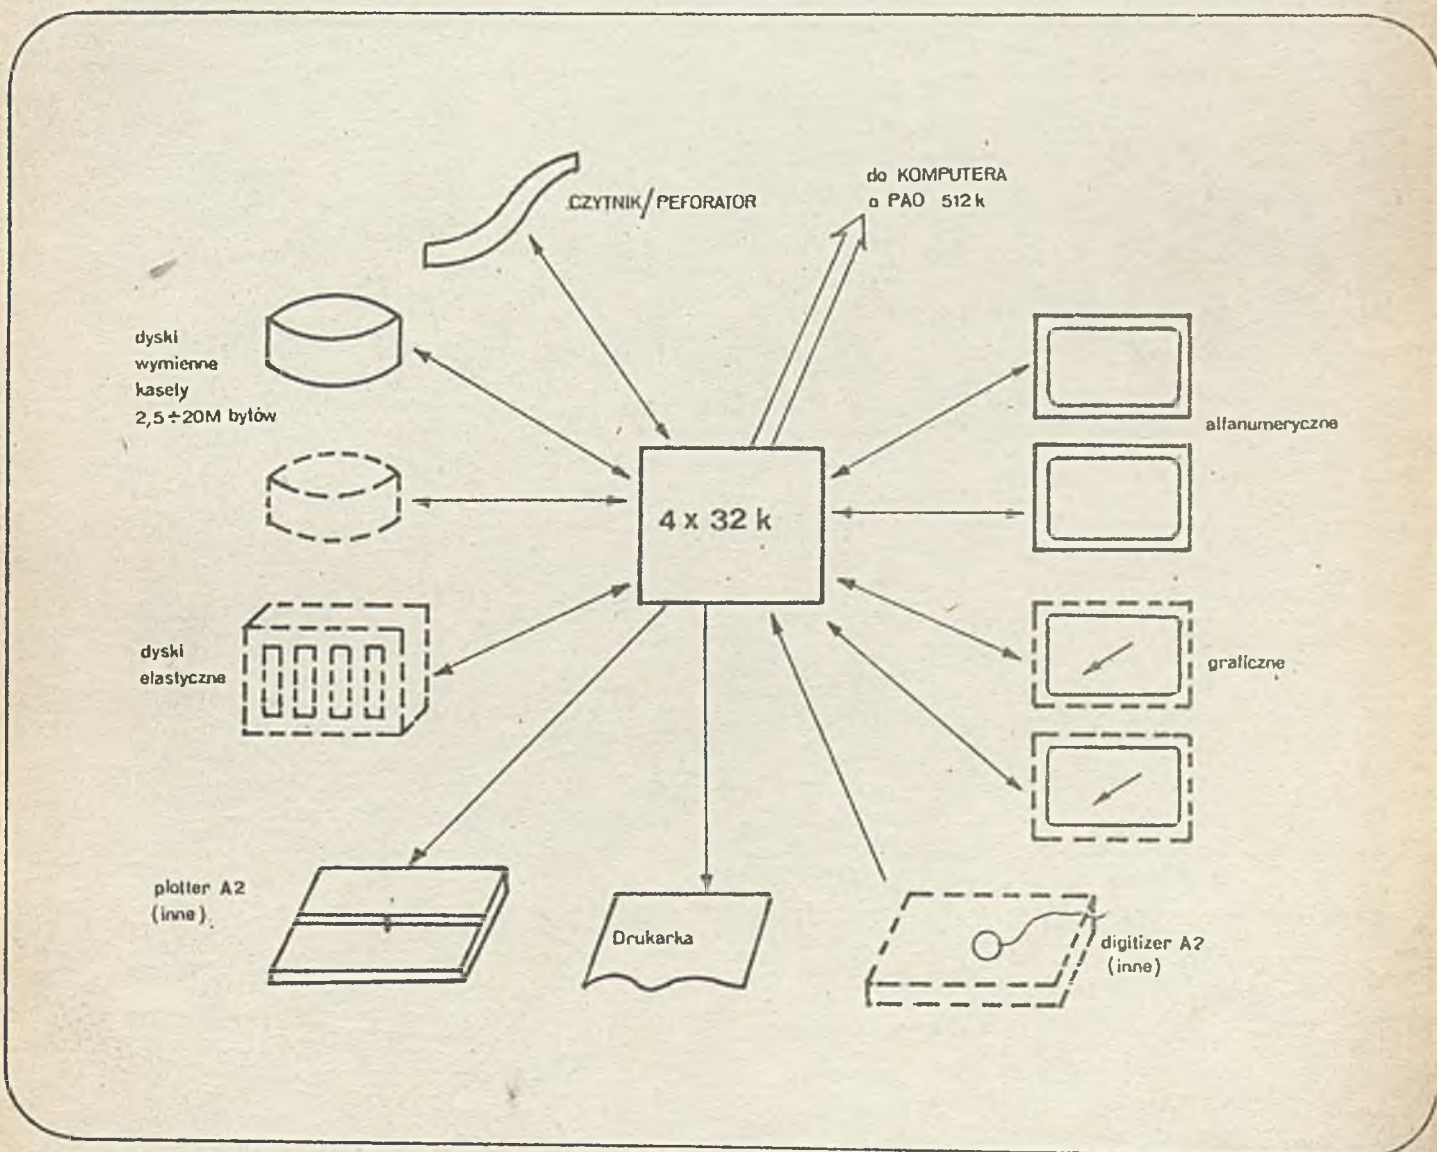 CZYTNIK/PEFORATOR
do KOMPUTERA
o PAO 512 k
dyski
wymienne
kasety
2,5÷20M bytów
alfanumeryczne
4 x 32 k
dyski
elastyczne
graficzne
plotter A2
(inne)
Drukarka
digitizer A2
(inne)